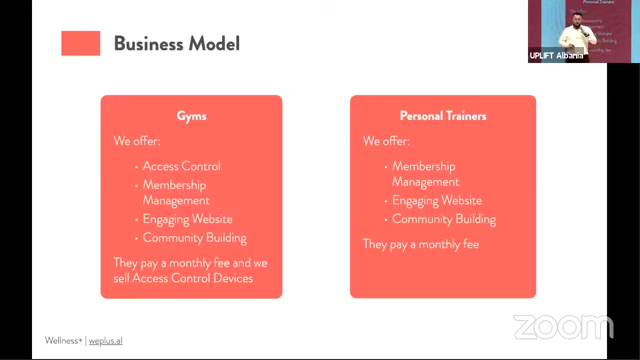 Business Model
Gyms
We offer:
• Access Control
• Membership
Management
• Engaging Website
• Community Building
They pay a monthly fee and we
sell Access Control Devices
Personal Trainers
We offer:
• Membership
Management
• Engaging Website
• Community Building
They pay a monthly fee
Wellness+ | weplus.al
Personal Trainers
UPLIFT Albania
zoom